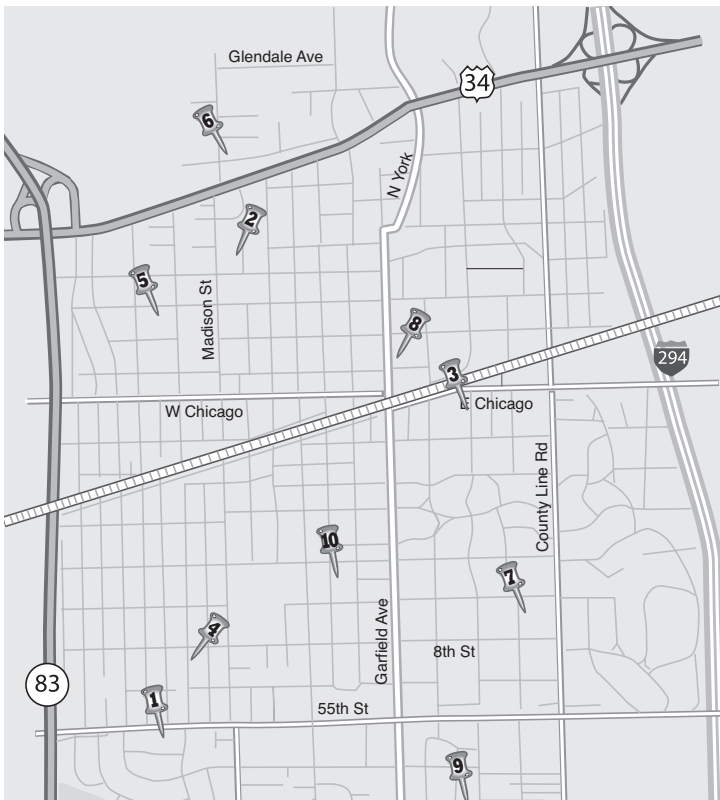 Glendale Ave
34
6
N York
2
5
Madison St
8
294
3
W Chicago
E Chicago
County Line Rd
10
7
4
Garfield Ave
8th St
83
1
55th St
9